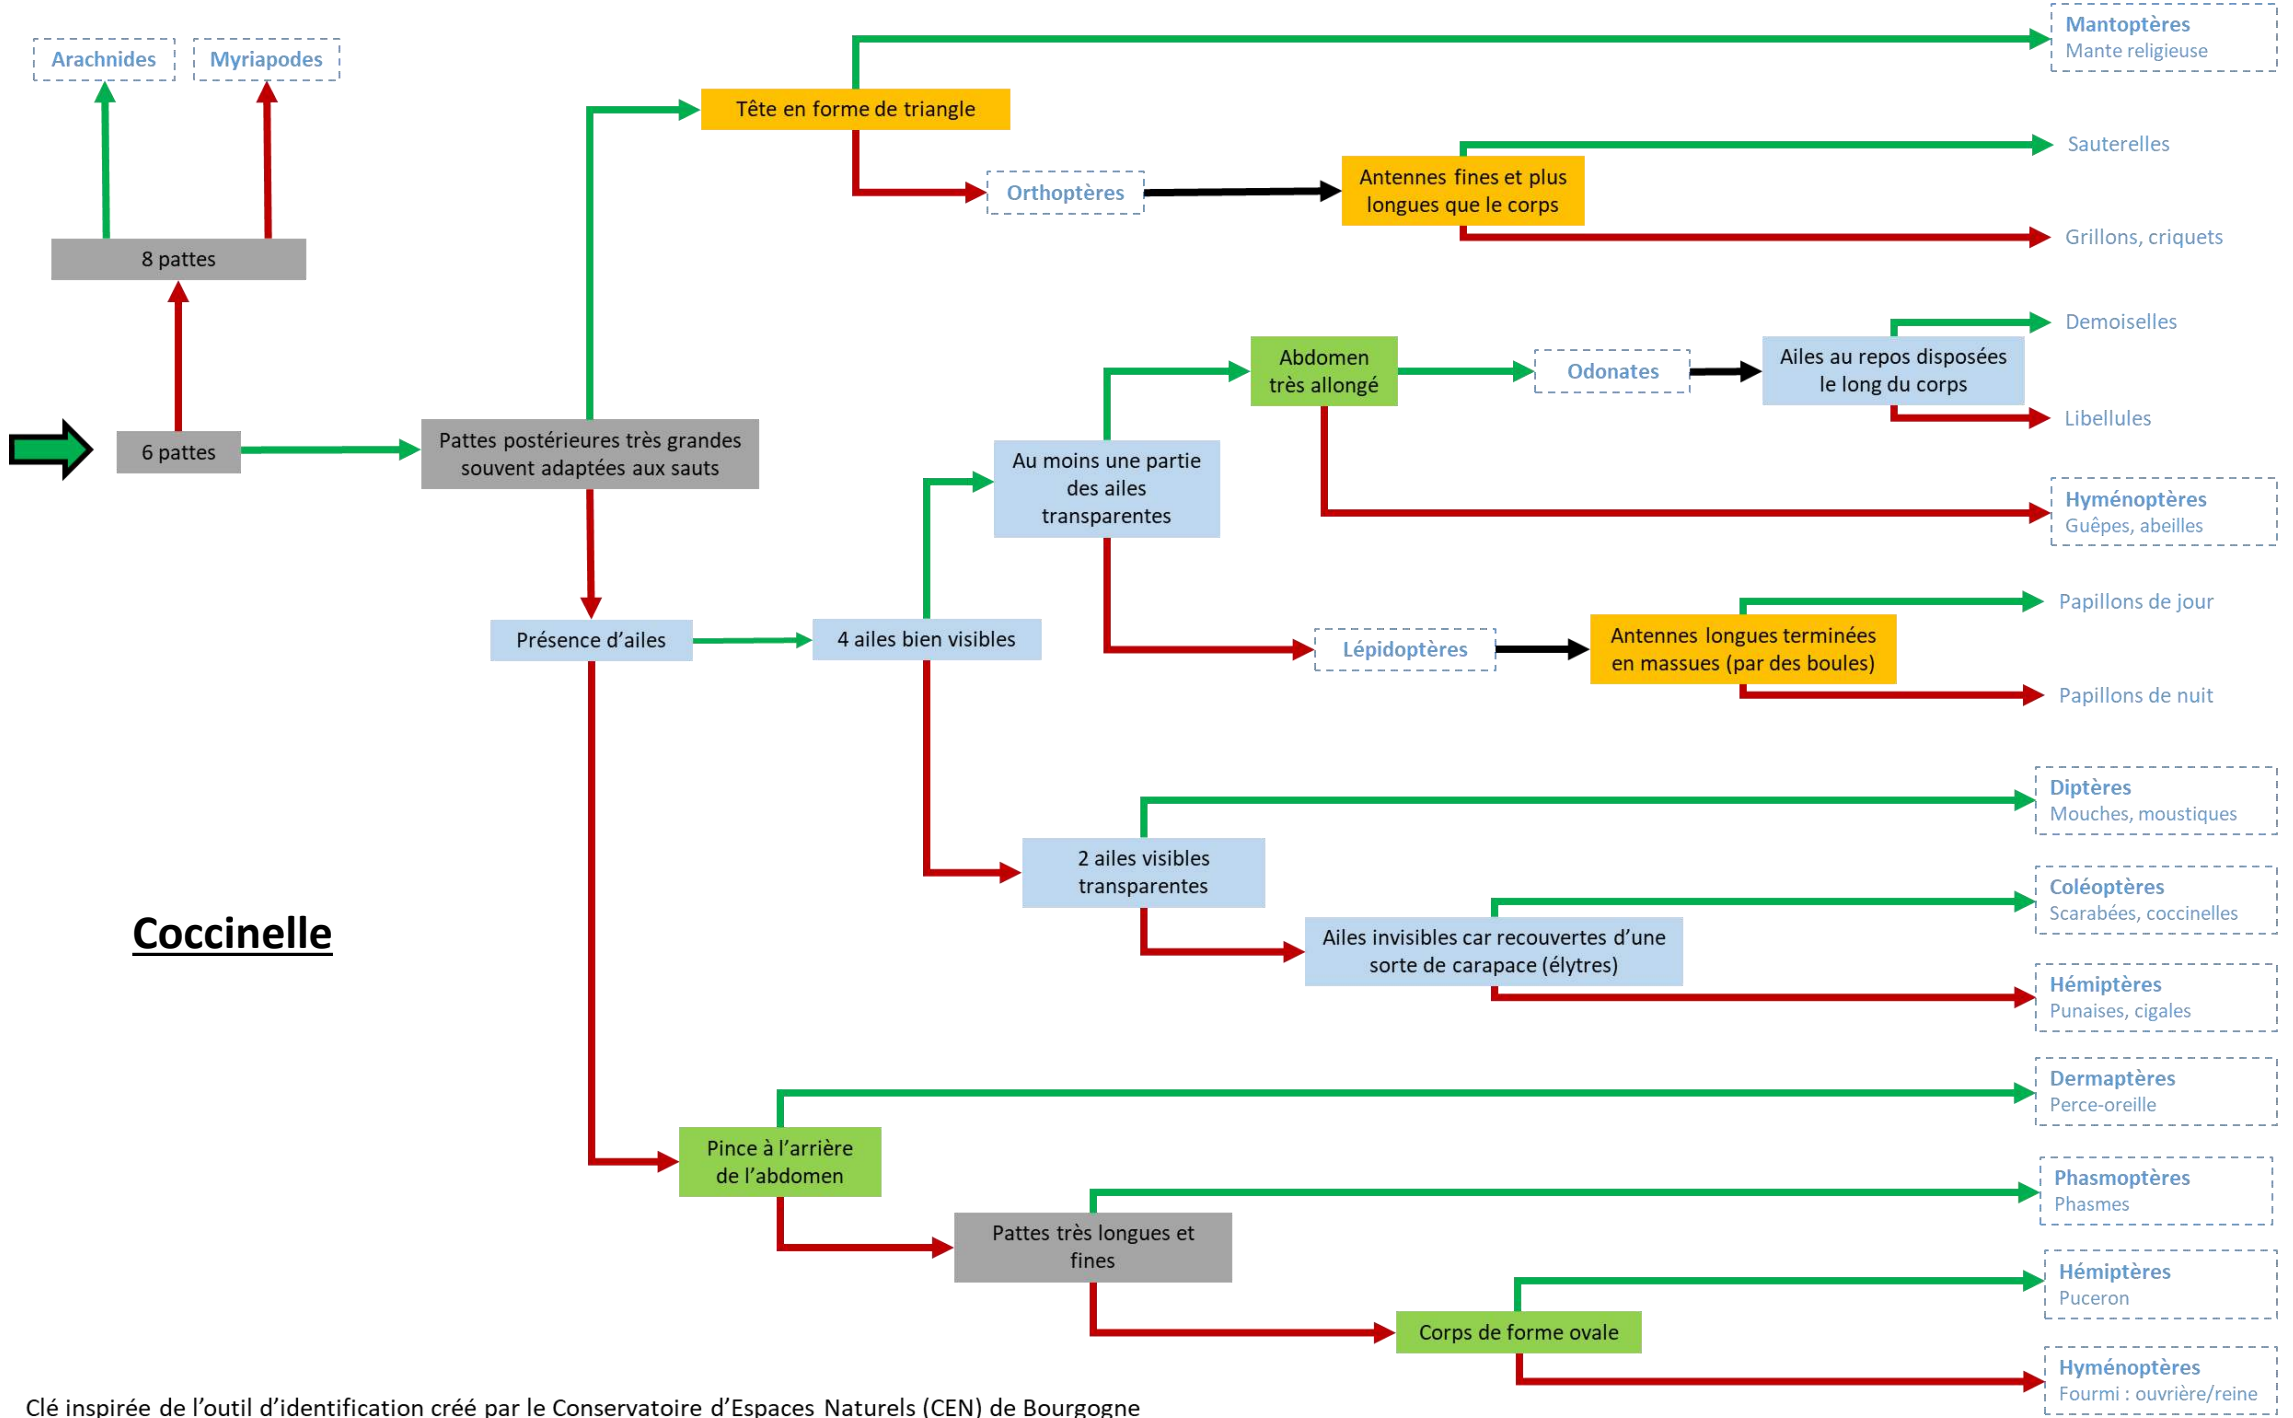 Mantoptères
Mante religieuse
Arachnides
Myriapodes
Tête en forme de triangle
Sauterelles
Orthoptères
Antennes fines et plus
longues que le corps
Grillons, criquets
8 pattes
Demoiselles
Abdomen
très allongé
Odonates
Ailes au repos disposées
le long du corps
Libellules
6 pattes
Pattes postérieures très grandes
souvent adaptées aux sauts
Au moins une partie
des ailes
transparentes
Hyménoptères
Guêpes, abeilles
Papillons de jour
Présence d’ailes
4 ailes bien visibles
Lépidoptères
Antennes longues terminées
en massues (par des boules)
Papillons de nuit
Diptères
Mouches, moustiques
2 ailes visibles
transparentes
Coléoptères
Scarabées, coccinelles
Coccinelle
Ailes invisibles car recouvertes d’une
sorte de carapace (élytres)
Hémiptères
Punaises, cigales
Dermaptères
Perce-oreille
Pince à l’arrière
de l’abdomen
Phasmoptères
Phasmes
Pattes très longues et
fines
Hémiptères
Puceron
Corps de forme ovale
Hyménoptères
Fourmi : ouvrière/reine
Clé inspirée de l’outil d’identification créé par le Conservatoire d’Espaces Naturels (CEN) de Bourgogne